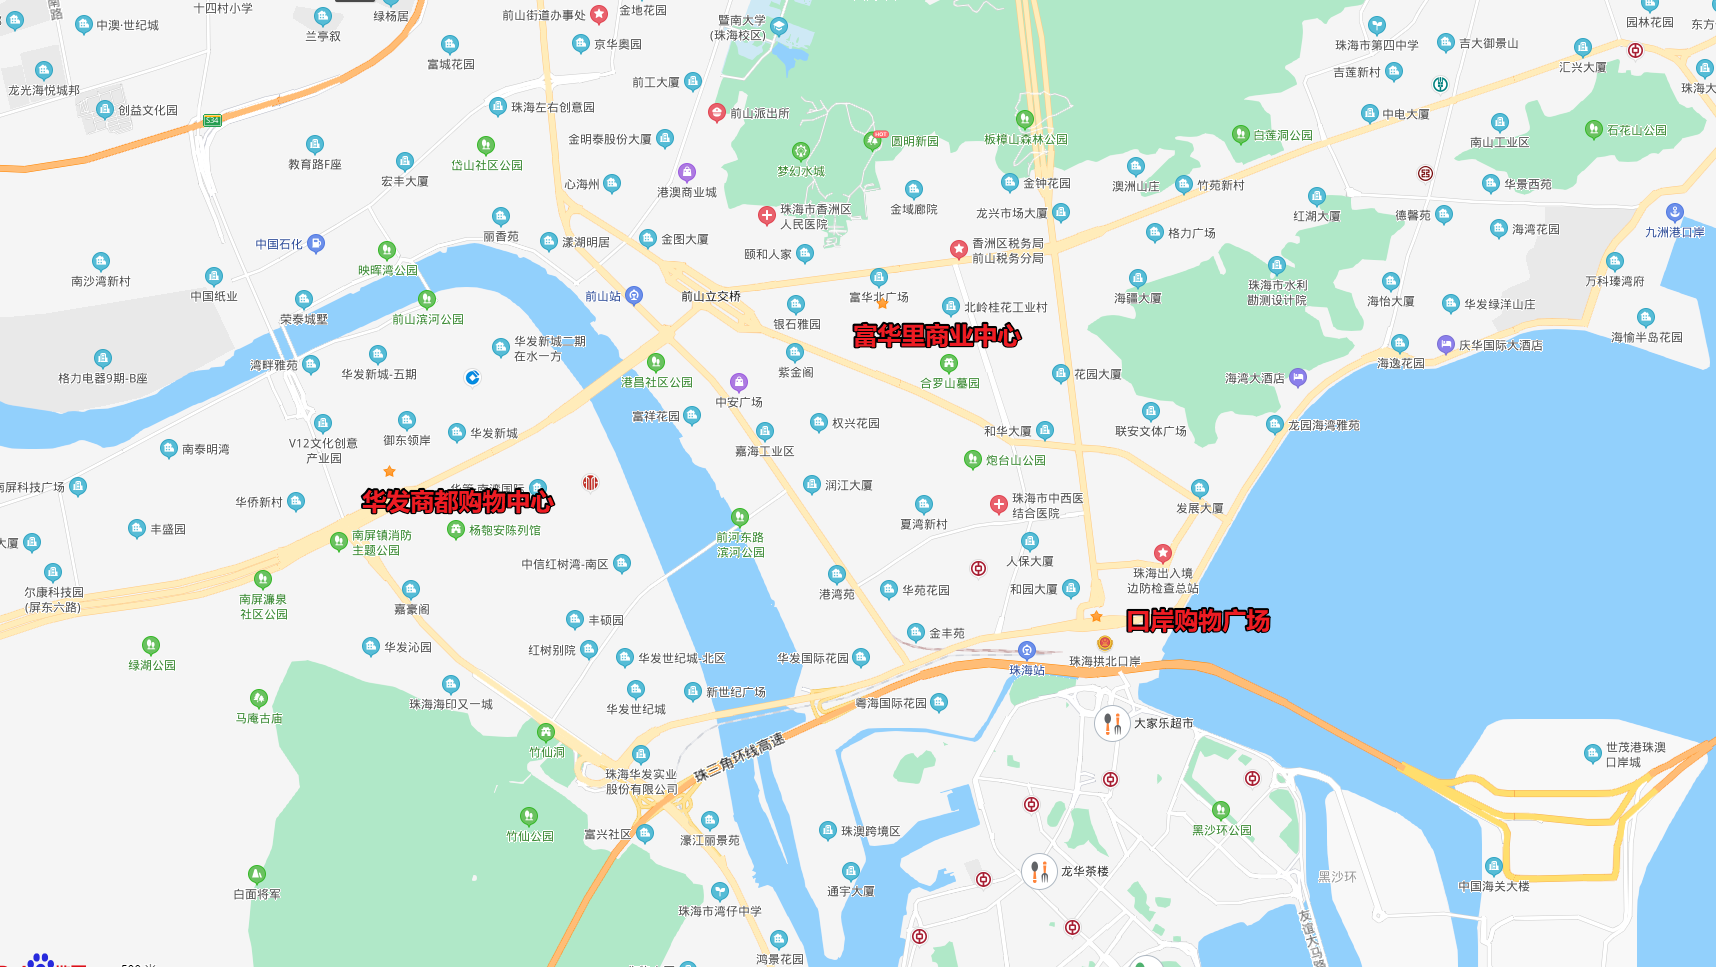 十四村小学
绿杨居
前山街道办事处
金地花园
暨南大学
(珠海校区)
园林花园
中澳·世纪城
兰亭叙
京华奥园
富城花园
珠海市第四中学
吉大御景山
汇兴大厦
龙光海悦城邦
前工大厦
吉莲新村
创益文化园
S34
珠海左右创意园
前山派出所
中电大厦
金明泰股份大厦
HOT
圆明新园
板樟山森林公园
白莲洞公园
南山工业区
石花山公园
教育路F座
宏丰大厦
岱山社区公园
梦幻水城
心海州
港澳商业城
金域廊院
金钟花园
澳洲山庄
竹苑新村
华景西苑
珠海市香洲区
人民医院
龙兴市场大厦
红湖大厦
德馨苑
丽香苑
中国石化
漾湖明居
金图大厦
颐和人家
香洲区税务局
前山税务分局
格力广场
海湾花园
九洲港口岸
映晖湾公园
南沙湾新村
中国纸业
前山站
前山立交桥
富华北广场
海疆大厦
珠海市水利
勘测设计院
海怡大厦
万科瑧湾府
荣泰城墅
前山滨河公园
银石雅园
北岭桂花工业村
华发绿洋山庄
富华里商业中心
华发新城二期
在水一方
庆华国际大酒店
海愉半岛花园
湾畔雅苑
格力电器9期-B座
华发新城-五期
港昌社区公园
紫金阁
合罗山墓园
花园大厦
海湾大酒店
海逸花园
中安广场
富祥花园
权兴花园
和华大厦
联安文体广场
龙园海湾雅苑
V12文化创意
产业园
御东领岸
华发新城
南泰明湾
嘉海工业区
炮台山公园
南屏科技广场
华侨新村
华发商都购物中心
润江大厦
夏湾新村
珠海市中西医
结合医院
发展大厦
丰盛园
南屏镇消防
主题公园
杨匏安陈列馆
前河东路
滨河公园
人保大厦
珠海出入境
边防检查总站
尔康科技园
(屏东六路)
南屏濂泉
社区公园
中信红树湾-南区
嘉豪阁
港湾苑
华苑花园
和园大厦
口岸购物广场
丰硕园
金丰苑
绿湖公园
华发沁园
红树别院
华发世纪城-北区
华发国际花园
珠海站
珠海拱北口岸
珠海海印又一城
华发世纪城
新世纪广场
粤海国际花园
马庵古庙
大家乐超市
竹仙洞
珠三角环线高速
世茂港珠澳
口岸城
珠海华发实业
股份有限公司
竹仙公园
富兴社区
濠江丽景苑
珠澳跨境区
黑沙环公园
白面将军
通宇大厦
龙华茶楼
黑沙环
中国海关大楼
珠海市湾仔中学
友谊大马路
鸿景花园